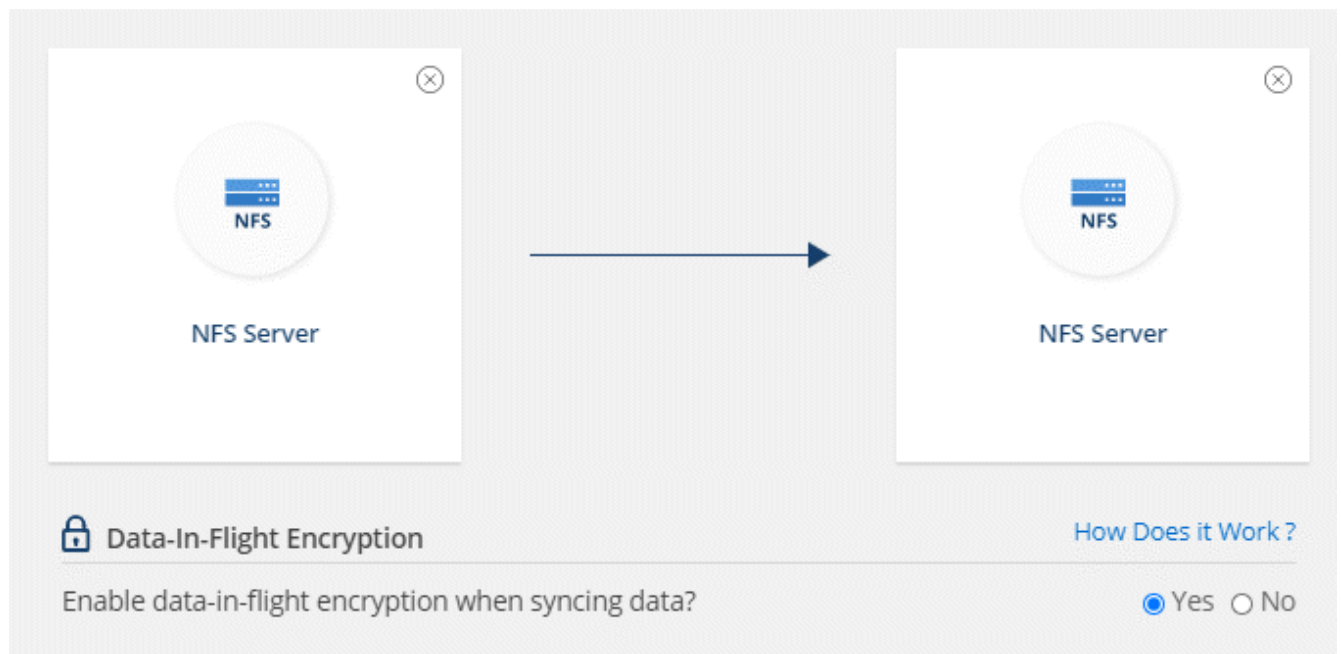 NFS
NFS Server
NFS
NFS Server
Data-In-Flight Encryption
How Does it Work ?
Enable data-in-flight encryption when syncing data?
Yes
No